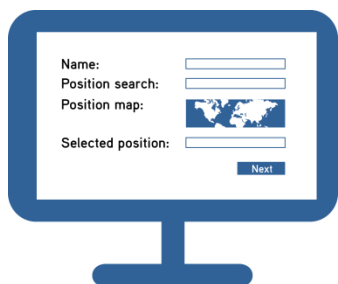 Name:
Position search:
Position map:
Selected position:
Next